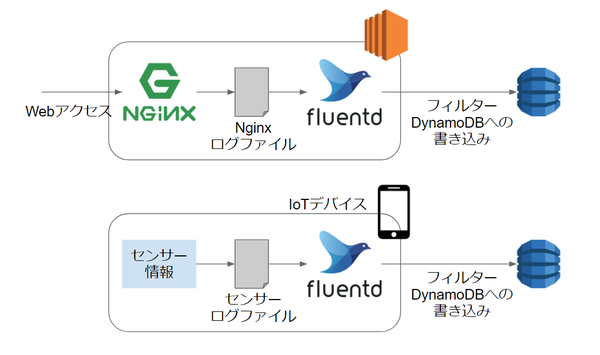 Webアクセス
NGINX
Nginx
ログファイル
fluentd
フィルター
DynamoDBへの
書き込み
IoTデバイス
センサー
情報
センサー
ログファイル
fluentd
フィルター
DynamoDBへの
書き込み